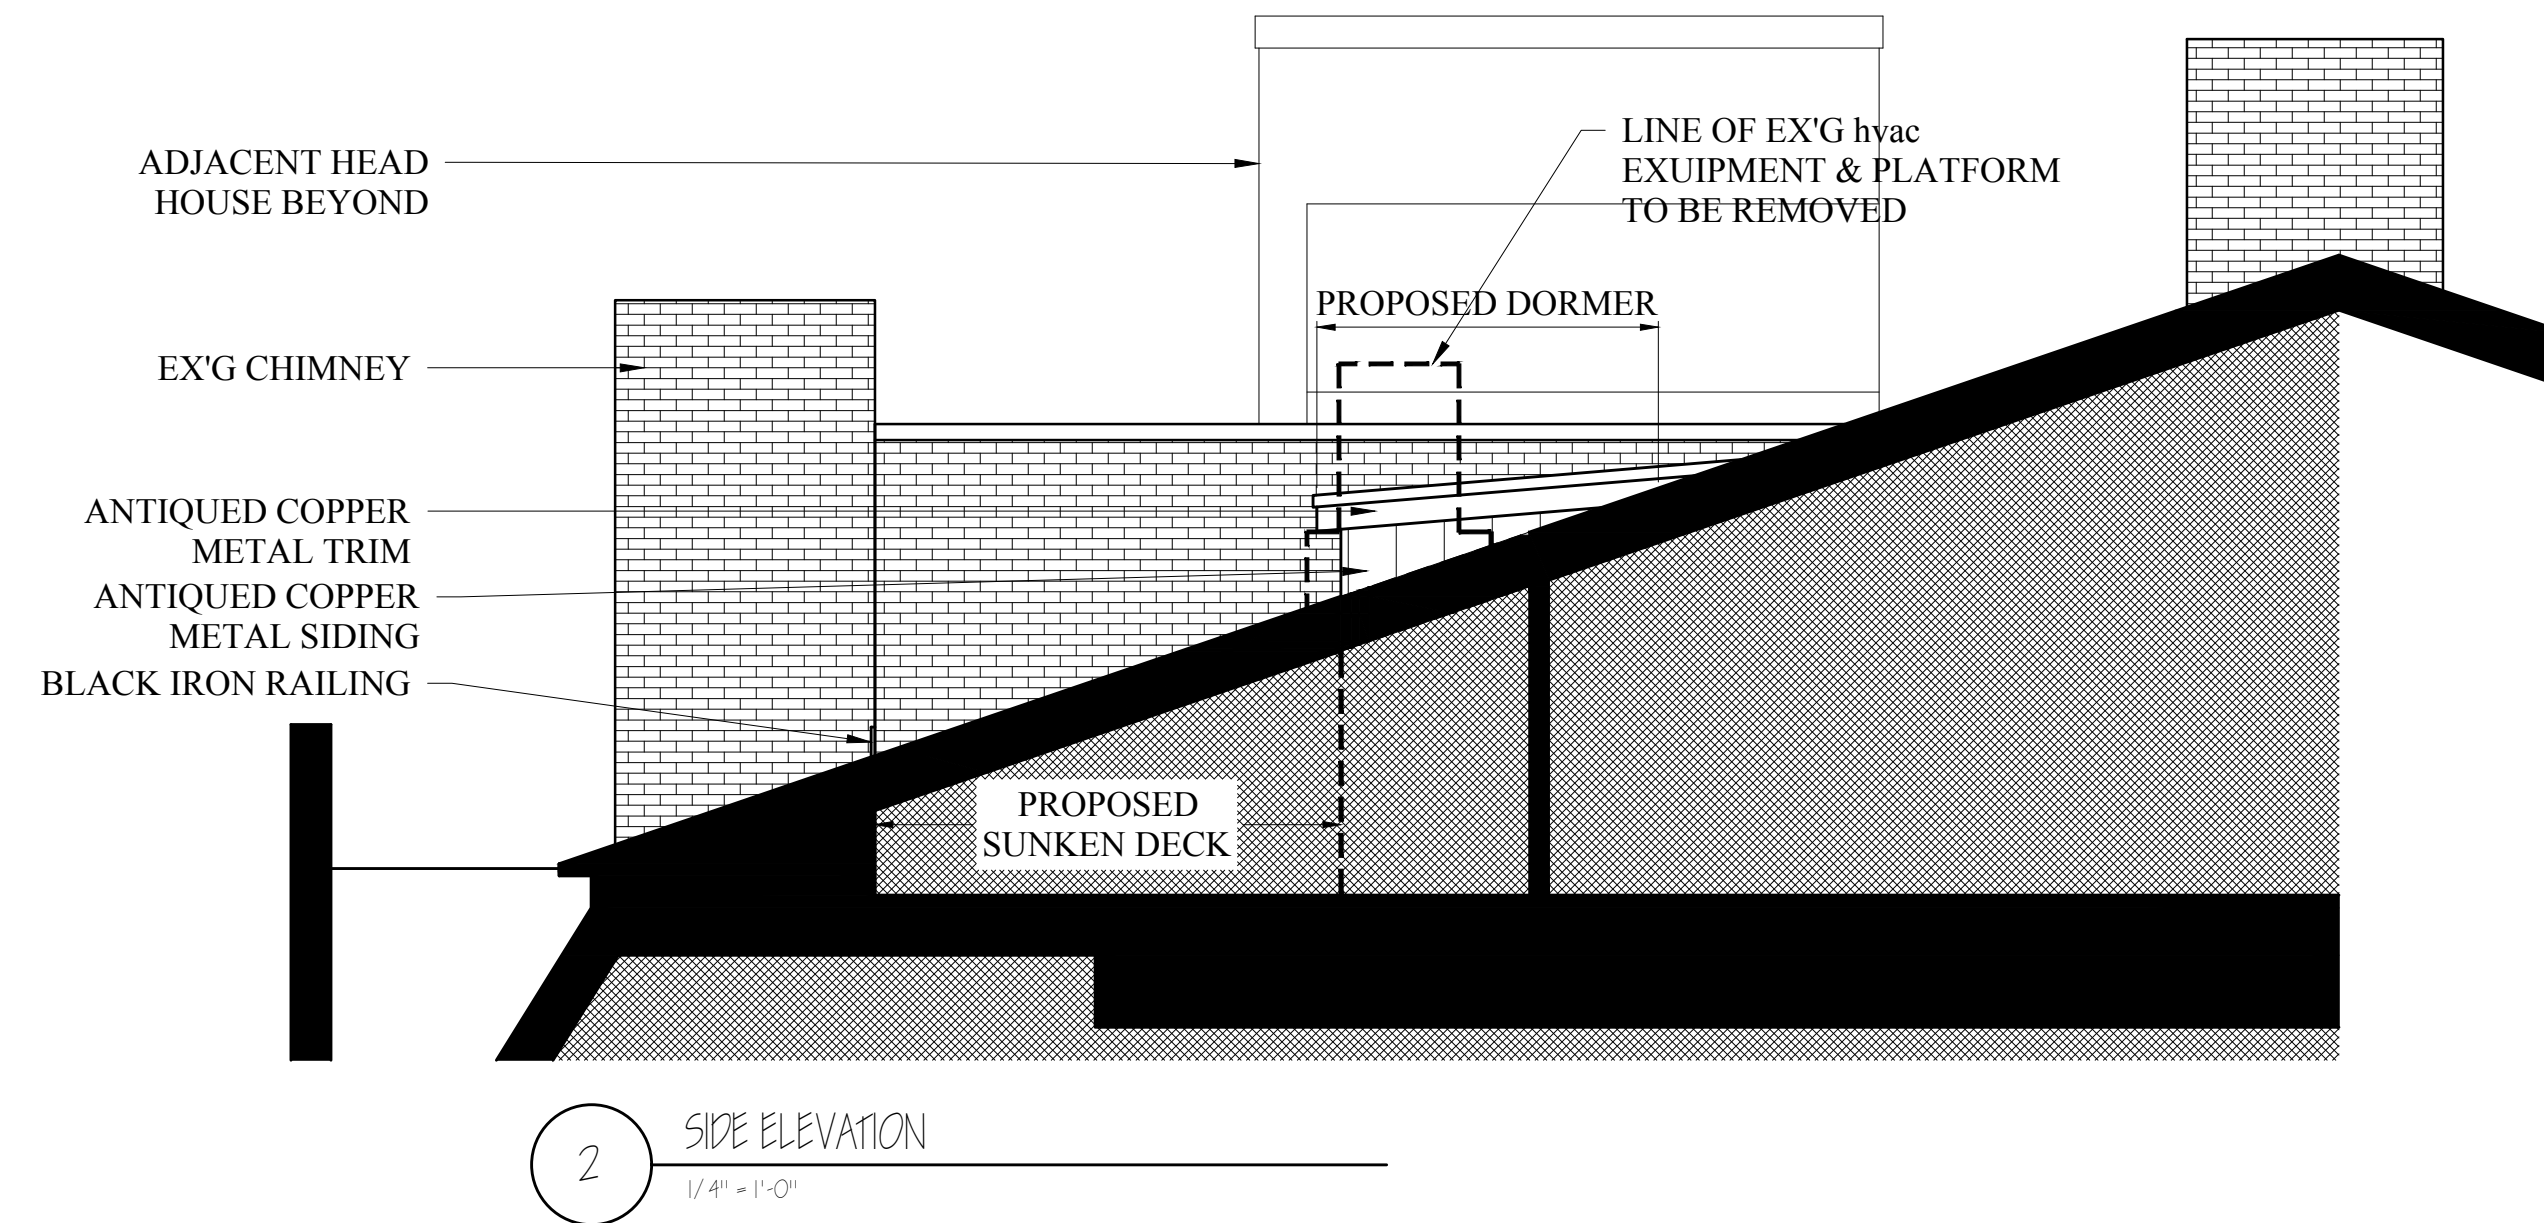 ADJACENT HEAD
HOUSE BEYOND
LINE OF EX'G hvac
EXUIPMENT & PLATFORM
TO BE REMOVED
PROPOSED DORMER
EX'G CHIMNEY
ANTIQUED COPPER
METAL TRIM
ANTIQUED COPPER
METAL SIDING
BLACK IRON RAILING
PROPOSED
SUNKEN DECK
2
SIDE ELEVATION
1/4" = 1'-0"